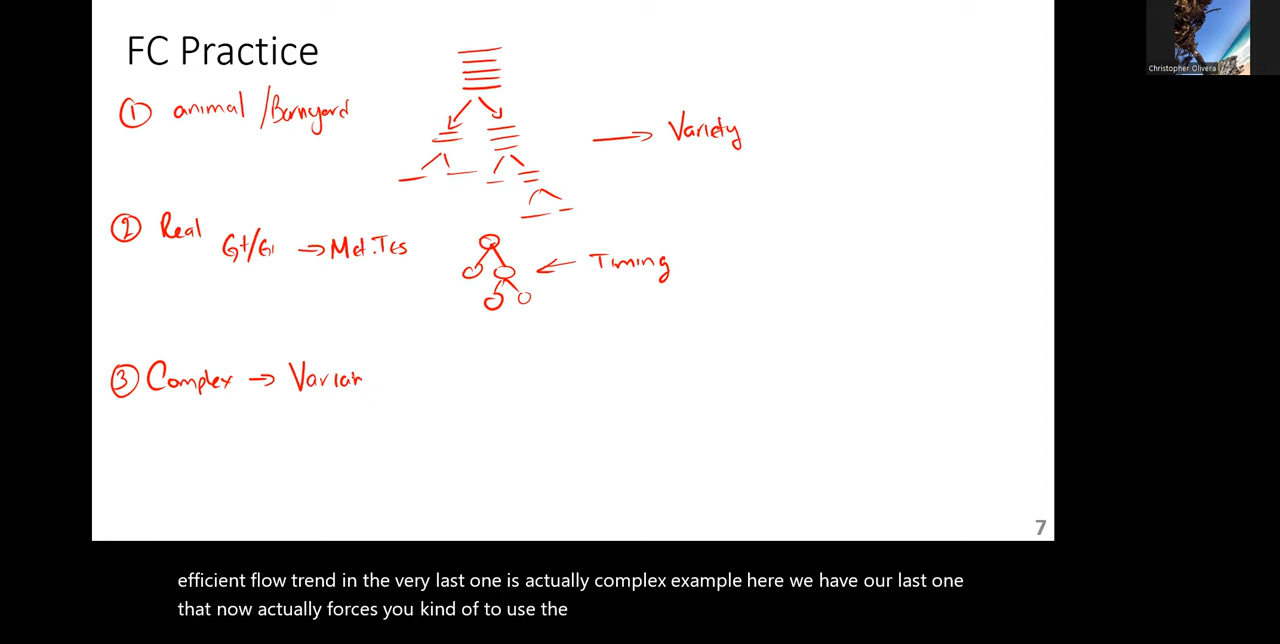 FC Practice
① animal / Barnyard
→ Variety
② Real
Gt/Gr → Met. Tes
← Timing
③ Complex → Varian
7
Christopher Olivera
efficient flow trend in the very last one is actually complex example here we have our last one
that now actually forces you kind of to use the